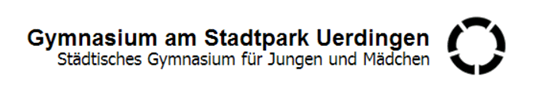 Gymnasium am Stadtpark Uerdingen
Städtisches Gymnasium für Jungen und Mädchen